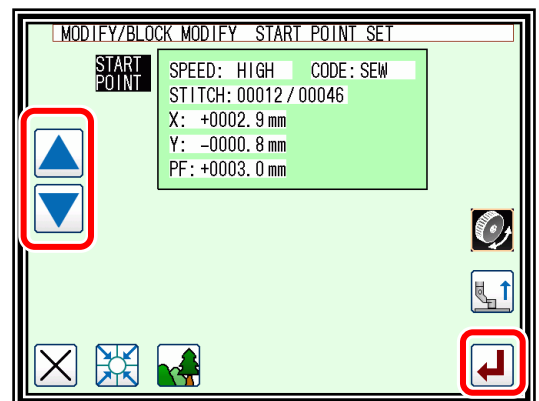 MODIFY/BLOCK MODIFY START POINT SET
START
POINT
SPEED: HIGH CODE: SEW
STITCH: 00012 / 00046
X: +0002.9 mm
Y: -0000.8 mm
PF: +0003.0 mm